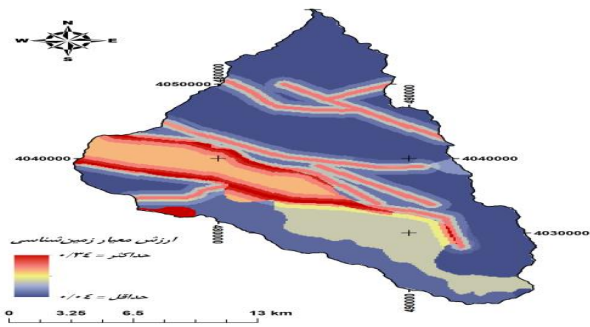 N
W E
S
4050000
4040000
4040000
4030000
480000
ارزش معیار زمین‌شناسی
حداکثر = ۰/۳۴
حداقل = ۰/۰۴
0 3.25 6.5 13 km